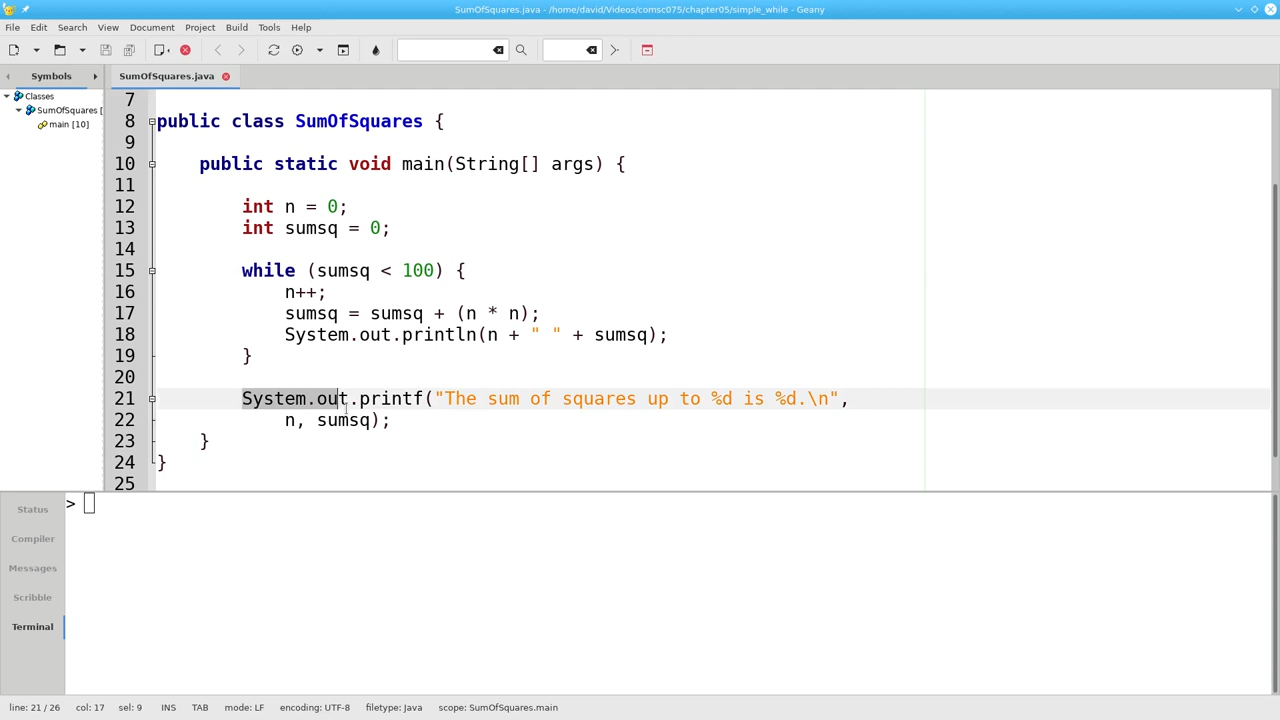 SumOfSquares.java - /home/david/Videos/comsc075/chapter05/simple_while - Geany
File Edit Search View Document Project Build Tools Help
Symbols
SumOfSquares.java
Classes
SumOfSquares [
main [10]
7
8 public class SumOfSquares {
9
10 public static void main(String[] args) {
11
12 int n = 0;
13 int sumsq = 0;
14
15 while (sumsq < 100) {
16 n++;
17 sumsq = sumsq + (n * n);
18 System.out.println(n + " " + sumsq);
19 }
20
21 System.out.printf("The sum of squares up to %d is %d.\n",
22 n, sumsq);
23 }
24 }
25
Status
Compiler
Messages
Scribble
Terminal
>
line: 21 / 26 col: 17 sel: 9 INS TAB mode: LF encoding: UTF-8 filetype: Java scope: SumOfSquares.main